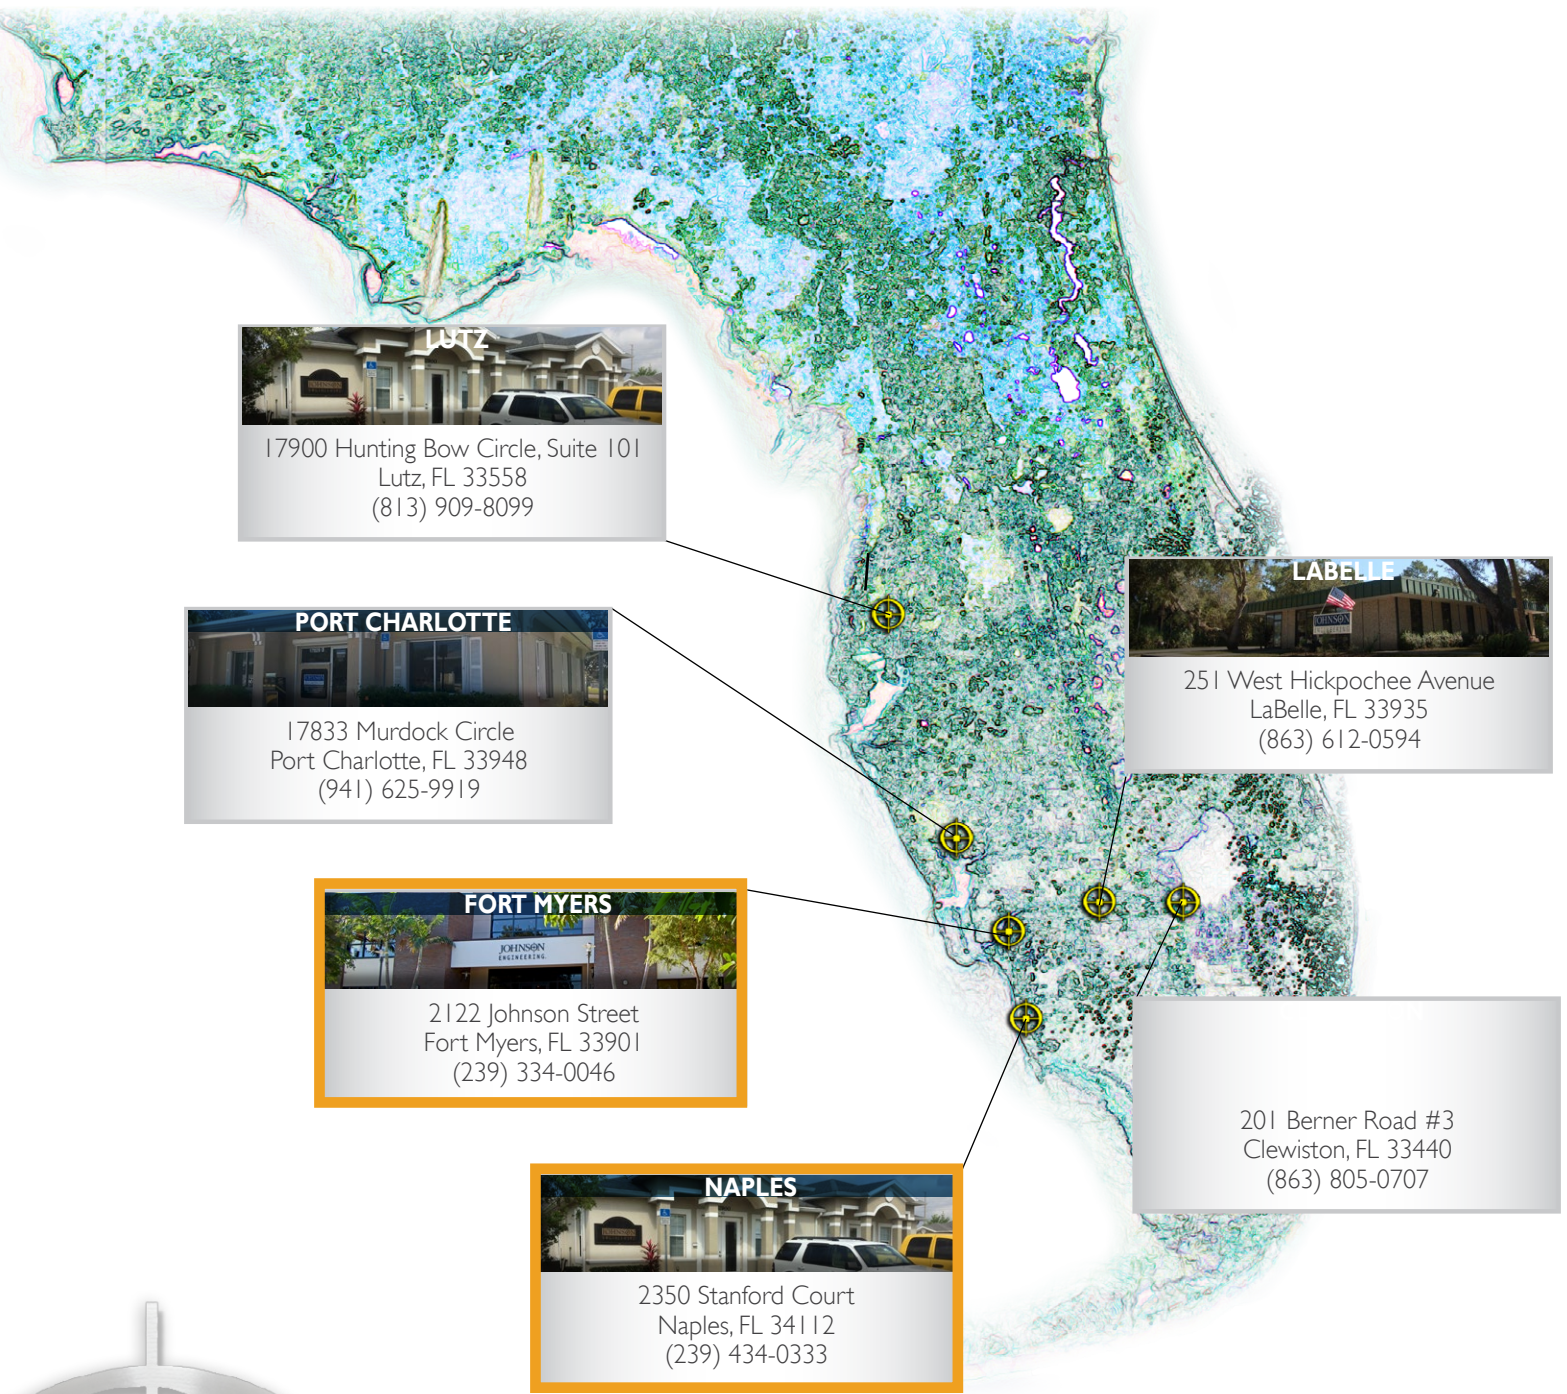 LUTZ
17900 Hunting Bow Circle, Suite 101
Lutz, FL 33558
(813) 909-8099
PORT CHARLOTTE
17833 Murdock Circle
Port Charlotte, FL 33948
(941) 625-9919
LABELLE
JOHNSON
ENGINEERING
251 West Hickpochee Avenue
LaBelle, FL 33935
(863) 612-0594
FORT MYERS
JOHNSON
ENGINEERING
2122 Johnson Street
Fort Myers, FL 33901
(239) 334-0046
201 Berner Road #3
Clewiston, FL 33440
(863) 805-0707
NAPLES
2350 Stanford Court
Naples, FL 34112
(239) 434-0333